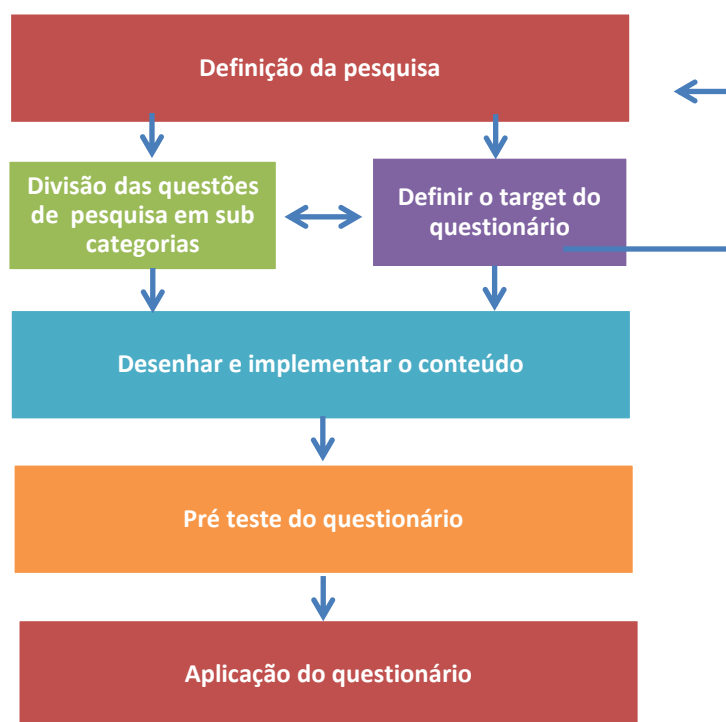 Definição da pesquisa
Divisão das questões
de pesquisa em sub
categorias
Definir o target do
questionário
Desenhar e implementar o conteúdo
Pré teste do questionário
Aplicação do questionário